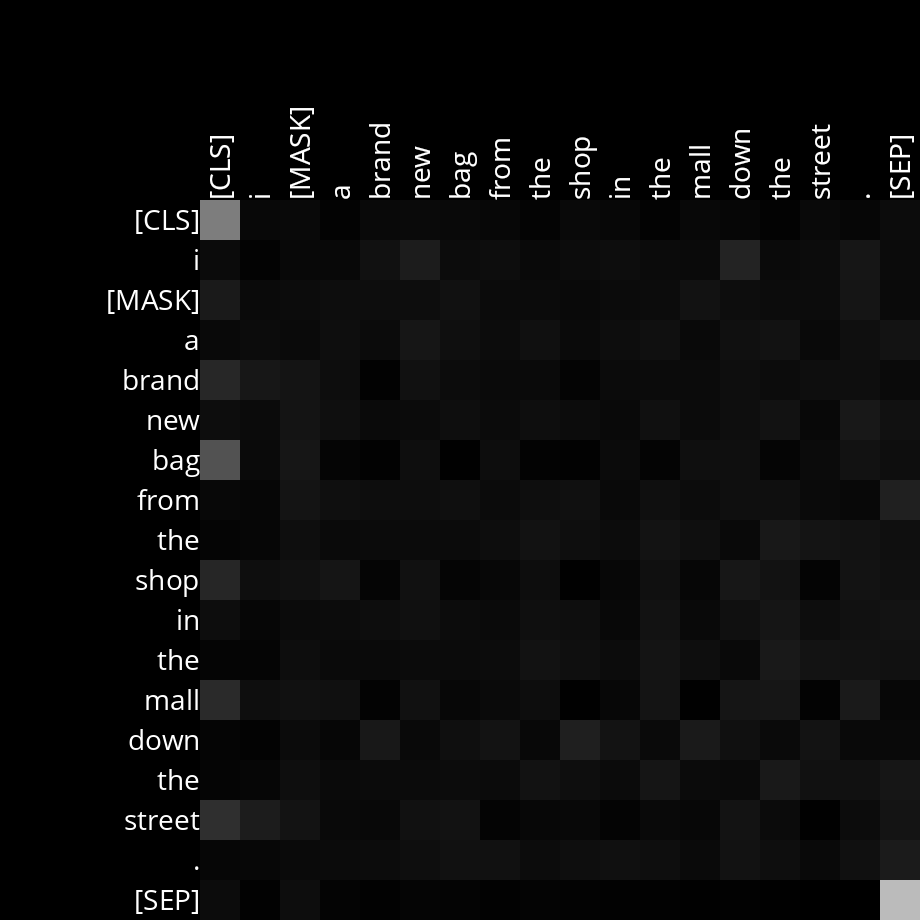 [CLS] i [MASK] a brand new bag from the shop in the mall down the street . [SEP]
[CLS]
i
[MASK]
a
brand
new
bag
from
the
shop
in
the
mall
down
the
street
.
[SEP]